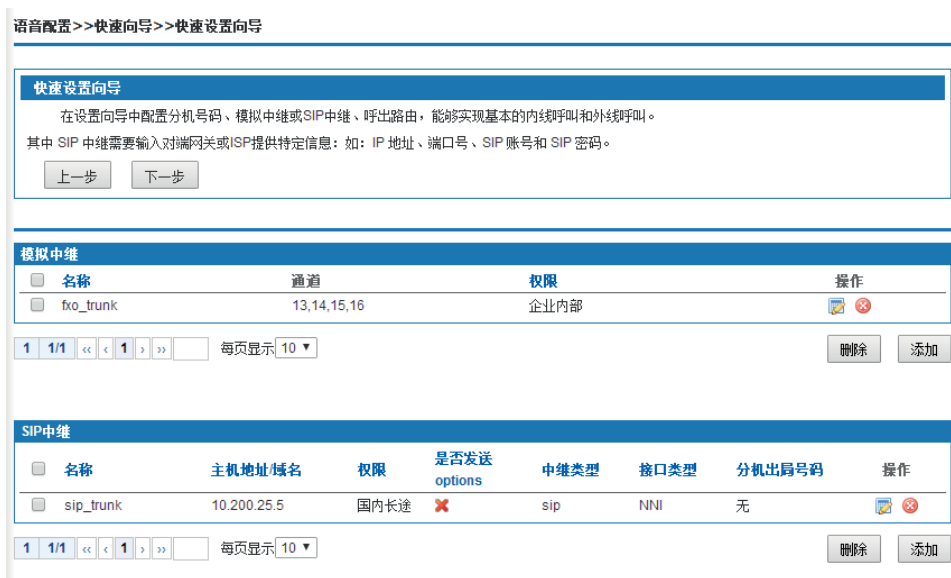 语音配置>>快速向导>>快速设置向导
快速设置向导
在设置向导中配置分机号码、模拟中继或SIP中继、呼出路由，能够实现基本的内线呼叫和外线呼叫。
其中 SIP 中继需要输入对端网关或ISP提供特定信息：如：IP 地址、端口号、SIP 账号和 SIP 密码。
上一步 下一步
模拟中继
名称 通道 权限 操作
fxo_trunk 13,14,15,16 企业内部
1 1/1 ‹‹ ‹ 1 › ›› 每页显示 10 ▼ 删除 添加
SIP中继
名称 主机地址/域名 权限 是否发送 options 中继类型 接口类型 分机出局号码 操作
sip_trunk 10.200.25.5 国内长途 sip NNI 无
1 1/1 ‹‹ ‹ 1 › ›› 每页显示 10 ▼ 删除 添加